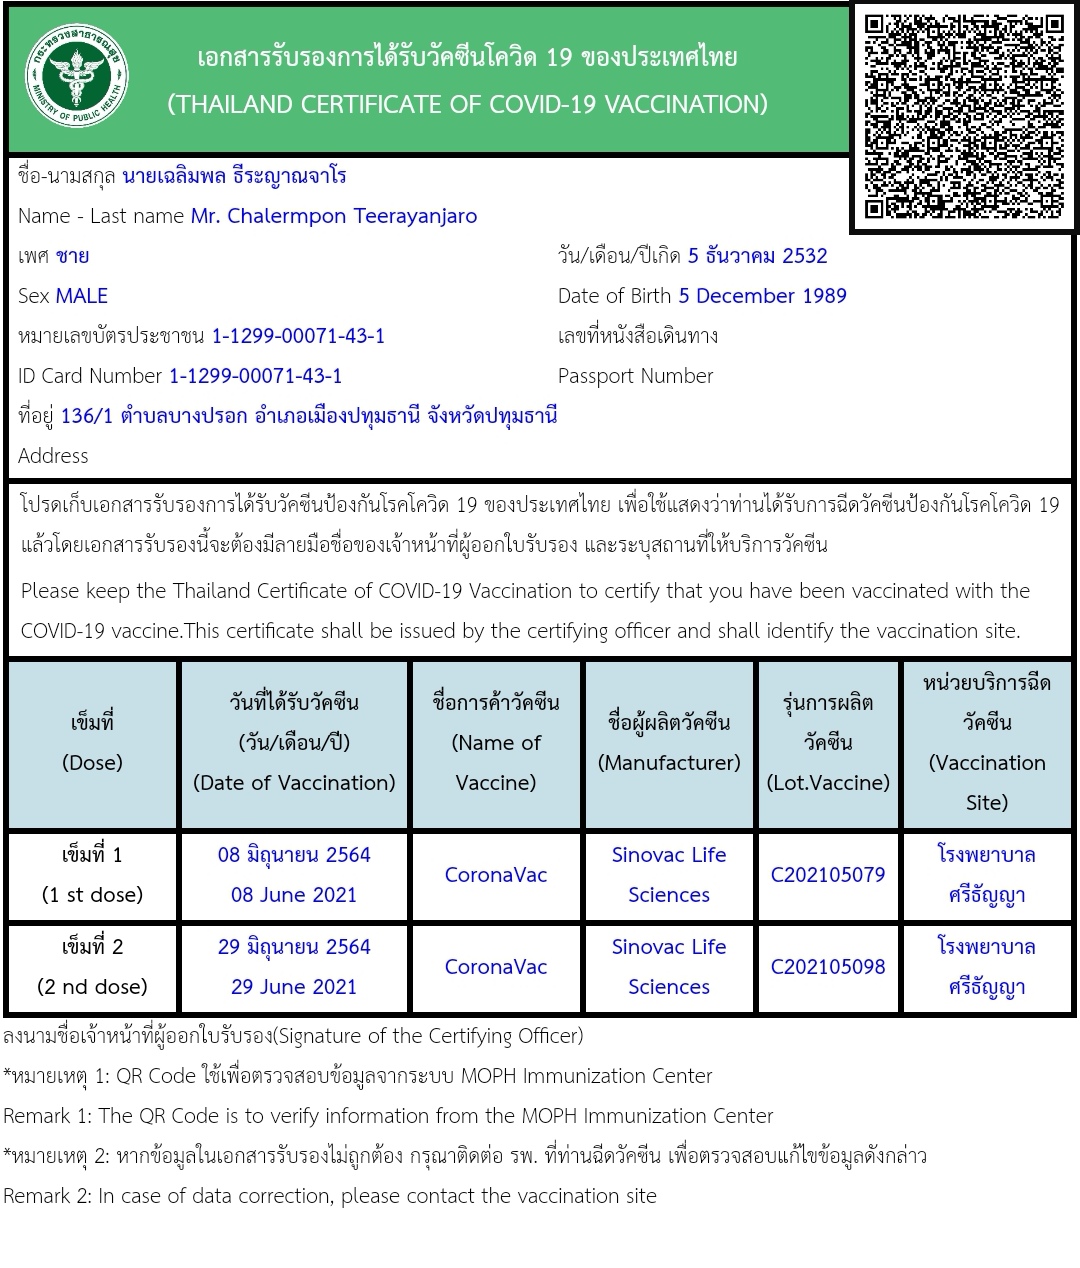 กระทรวงสาธารณสุข
MINISTRY OF PUBLIC HEALTH
เอกสารรับรองการได้รับวัคซีนโควิด 19 ของประเทศไทย
(THAILAND CERTIFICATE OF COVID-19 VACCINATION)
ชื่อ-นามสกุล นายเฉลิมพล ธีระญาณจาโร
Name - Last name Mr. Chalermpon Teerayanjaro
เพศ ชาย วัน/เดือน/ปีเกิด 5 ธันวาคม 2532
Sex MALE Date of Birth 5 December 1989
หมายเลขบัตรประชาชน 1-1299-00071-43-1 เลขที่หนังสือเดินทาง
ID Card Number 1-1299-00071-43-1 Passport Number
ที่อยู่ 136/1 ตำบลบางปรอก อำเภอเมืองปทุมธานี จังหวัดปทุมธานี
Address
โปรดเก็บเอกสารรับรองการได้รับวัคซีนป้องกันโรคโควิด 19 ของประเทศไทย เพื่อใช้แสดงว่าท่านได้รับการฉีดวัคซีนป้องกันโรคโควิด 19
แล้วโดยเอกสารรับรองนี้จะต้องมีลายมือชื่อของเจ้าหน้าที่ผู้ออกใบรับรอง และระบุสถานที่ให้บริการวัคซีน
Please keep the Thailand Certificate of COVID-19 Vaccination to certify that you have been vaccinated with the
COVID-19 vaccine.This certificate shall be issued by the certifying officer and shall identify the vaccination site.
เข็มที่
(Dose)
วันที่ได้รับวัคซีน
(วัน/เดือน/ปี)
(Date of Vaccination)
ชื่อการค้าวัคซีน
(Name of
Vaccine)
ชื่อผู้ผลิตวัคซีน
(Manufacturer)
รุ่นการผลิต
วัคซีน
(Lot.Vaccine)
หน่วยบริการฉีด
วัคซีน
(Vaccination
Site)
เข็มที่ 1
(1 st dose)
08 มิถุนายน 2564
08 June 2021
CoronaVac
Sinovac Life
Sciences
C202105079
โรงพยาบาล
ศรีธัญญา
เข็มที่ 2
(2 nd dose)
29 มิถุนายน 2564
29 June 2021
CoronaVac
Sinovac Life
Sciences
C202105098
โรงพยาบาล
ศรีธัญญา
ลงนามชื่อเจ้าหน้าที่ผู้ออกใบรับรอง(Signature of the Certifying Officer)
*หมายเหตุ 1: QR Code ใช้เพื่อตรวจสอบข้อมูลจากระบบ MOPH Immunization Center
Remark 1: The QR Code is to verify information from the MOPH Immunization Center
*หมายเหตุ 2: หากข้อมูลในเอกสารรับรองไม่ถูกต้อง กรุณาติดต่อ รพ. ที่ท่านฉีดวัคซีน เพื่อตรวจสอบแก้ไขข้อมูลดังกล่าว
Remark 2: In case of data correction, please contact the vaccination site